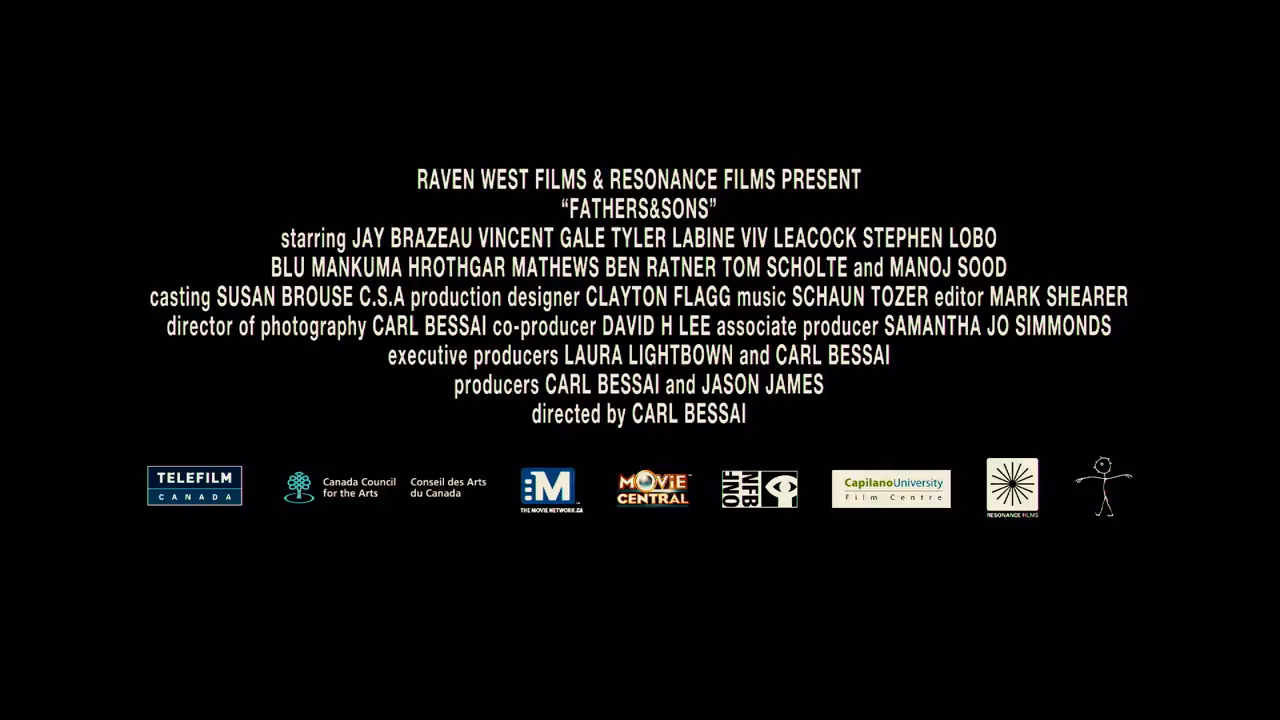 RAVEN WEST FILMS & RESONANCE FILMS PRESENT
“FATHERS&SONS”
starring JAY BRAZEAU VINCENT GALE TYLER LABINE VIV LEACOCK STEPHEN LOBO
BLU MANKUMA HROTHGAR MATHEWS BEN RATNER TOM SCHOLTE and MANOJ SOOD
casting SUSAN BROUSE C.S.A production designer CLAYTON FLAGG music SCHAUN TOZER editor MARK SHEARER
director of photography CARL BESSAI co-producer DAVID H LEE associate producer SAMANTHA JO SIMMONDS
executive producers LAURA LIGHTBOWN and CARL BESSAI
producers CARL BESSAI and JASON JAMES
directed by CARL BESSAI
TELEFILM
CANADA
Canada Council
for the Arts
Conseil des Arts
du Canada
M
THE MOVIE NETWORK.CA
MOVIE
CENTRAL
ONF
NFB
CapilanoUniversity
Film Centre
RESONANCE FILMS